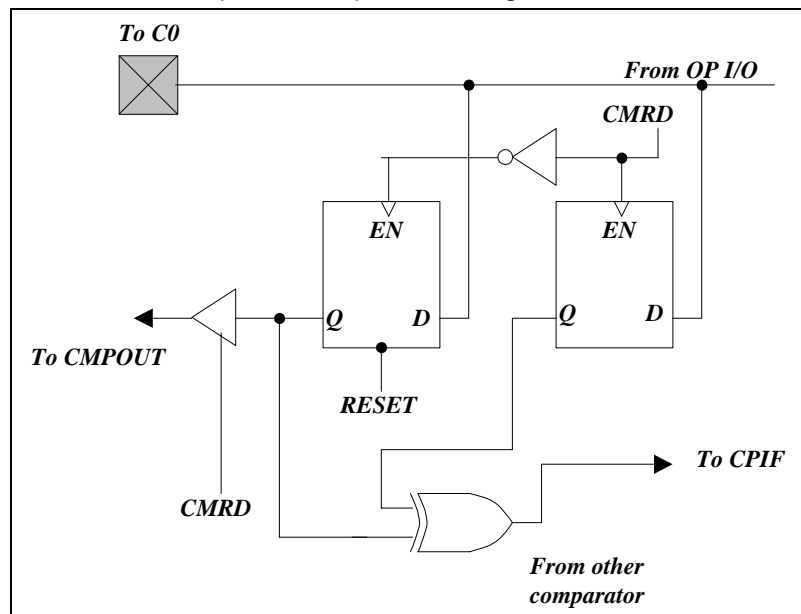 To C0
From OP I/O
CMRD
EN
EN
Q
D
Q
D
To CMPOUT
RESET
To CPIF
CMRD
From other
comparator